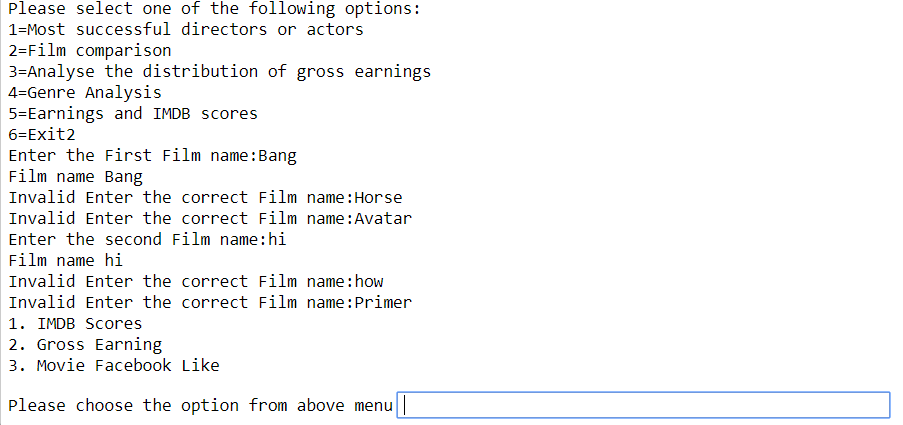 Please select one of the following options:
1=Most successful directors or actors
2=Film comparison
3=Analyse the distribution of gross earnings
4=Genre Analysis
5=Earnings and IMDB scores
6=Exit2
Enter the First Film name:Bang
Film name Bang
Invalid Enter the correct Film name:Horse
Invalid Enter the correct Film name:Avatar
Enter the second Film name:hi
Film name hi
Invalid Enter the correct Film name:how
Invalid Enter the correct Film name:Primer
1. IMDB Scores
2. Gross Earning
3. Movie Facebook Like
Please choose the option from above menu